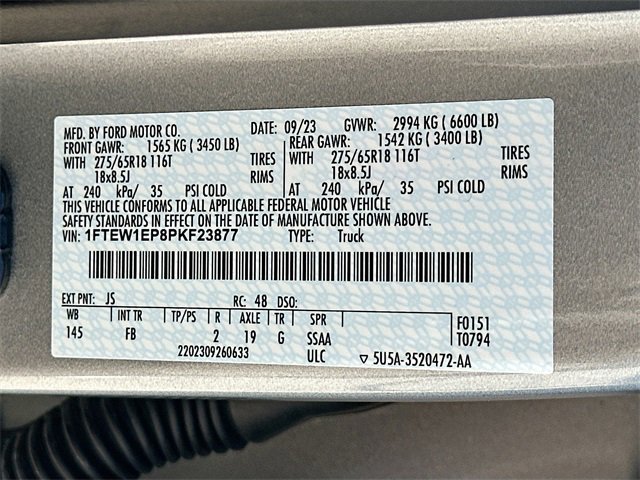 MFD. BY FORD MOTOR CO. DATE: 09/23 GVWR: 2994 KG ( 6600 LB)
FRONT GAWR: 1565 KG ( 3450 LB) REAR GAWR: 1542 KG ( 3400 LB)
WITH 275/65R18 116T TIRES WITH 275/65R18 116T TIRES
18x8.5J RIMS 18x8.5J RIMS
AT 240 kPa/ 35 PSI COLD AT 240 kPa/ 35 PSI COLD
THIS VEHICLE CONFORMS TO ALL APPLICABLE FEDERAL MOTOR VEHICLE
SAFETY STANDARDS IN EFFECT ON THE DATE OF MANUFACTURE SHOWN ABOVE.
VIN: 1FTEW1EP8PKF23877 TYPE: Truck
EXT PNT: JS RC: 48 DSO:
WB INT TR TP/PS R AXLE TR SPR F0151
145 FB 2 19 G SSAA T0794
2202309260633 ULC ▽ 5U5A-3520472-AA